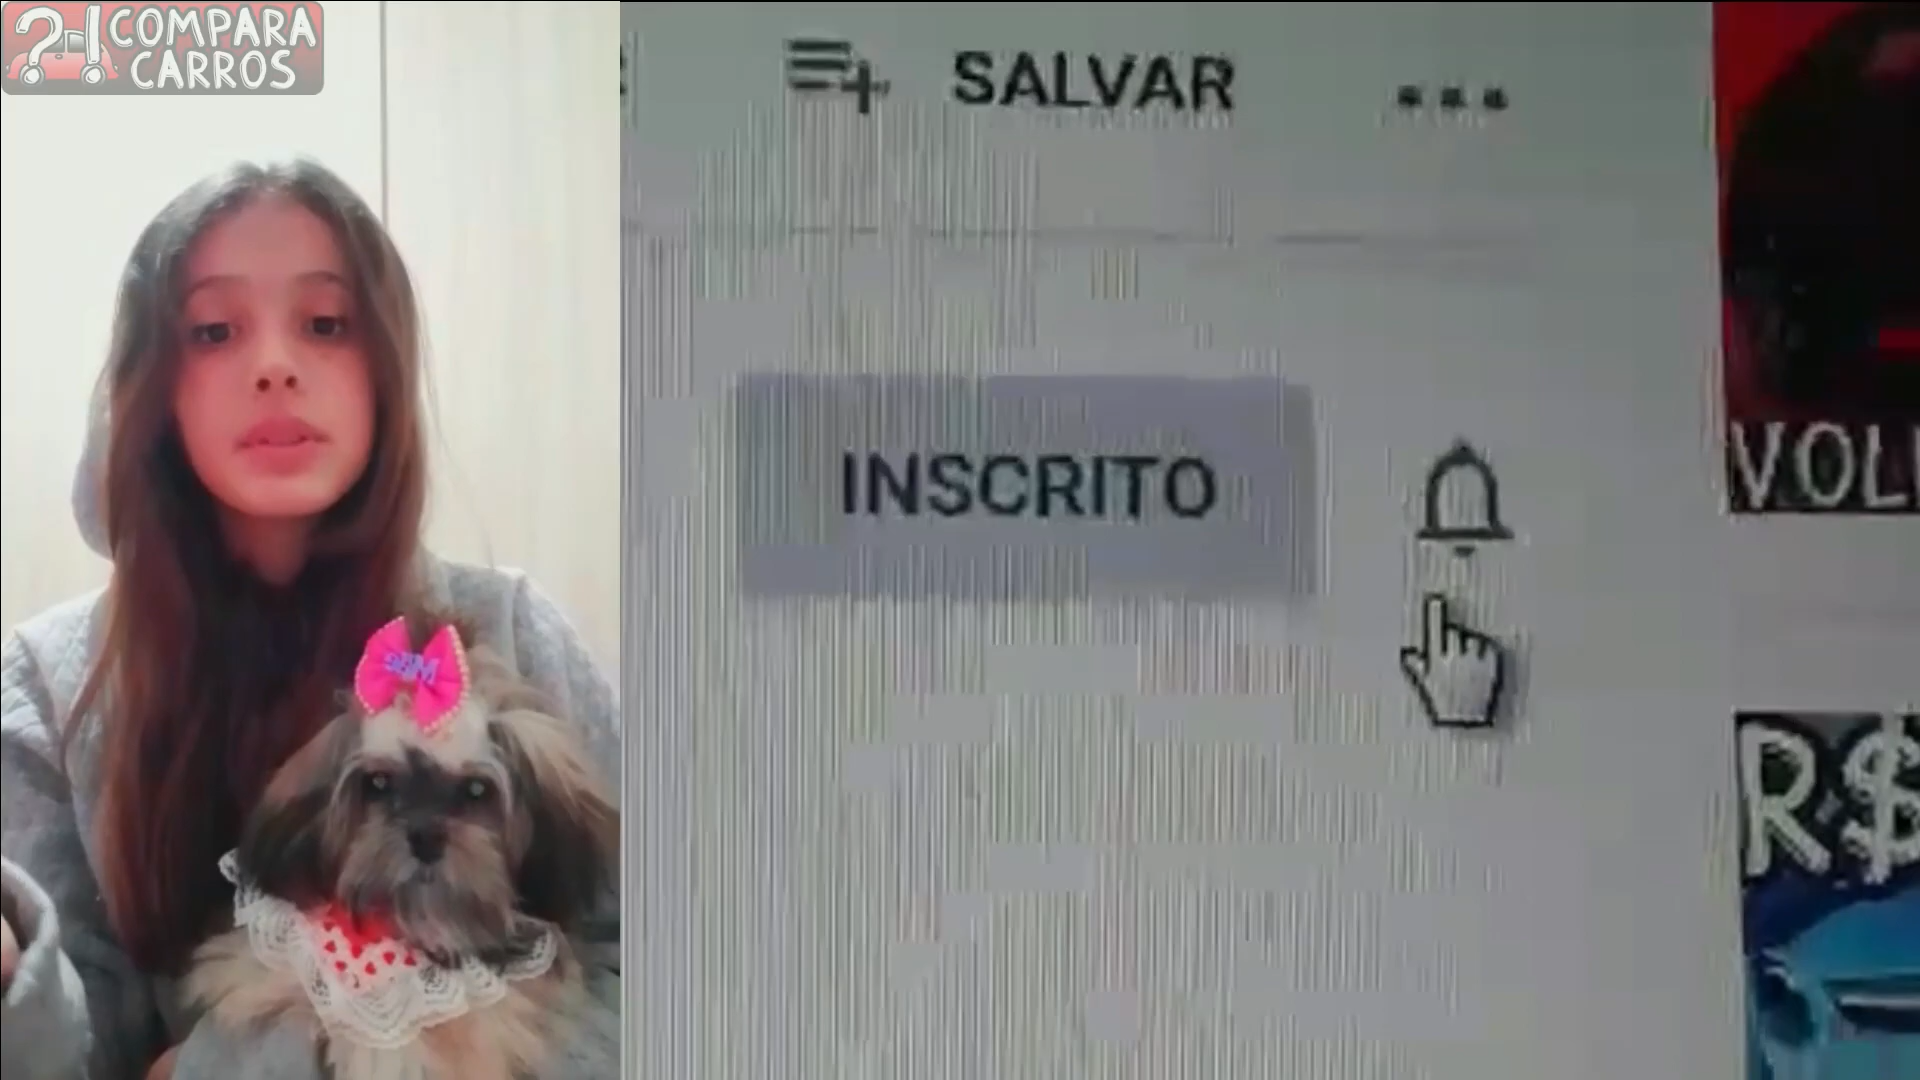 ?! COMPARA
CARROS
SALVAR
INSCRITO
VOL
R$